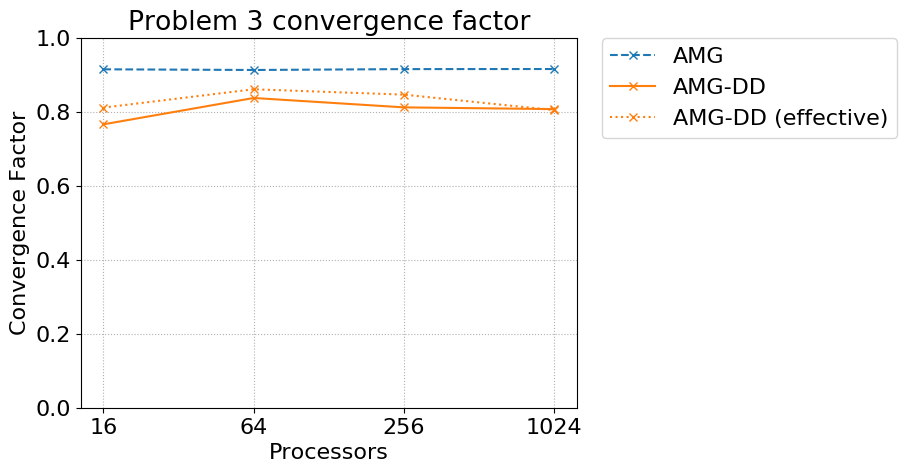 Problem 3 convergence factor
1.0
0.8
0.6
0.4
0.2
0.0
Convergence Factor
16 64 256 1024
Processors
AMG
AMG-DD
AMG-DD (effective)